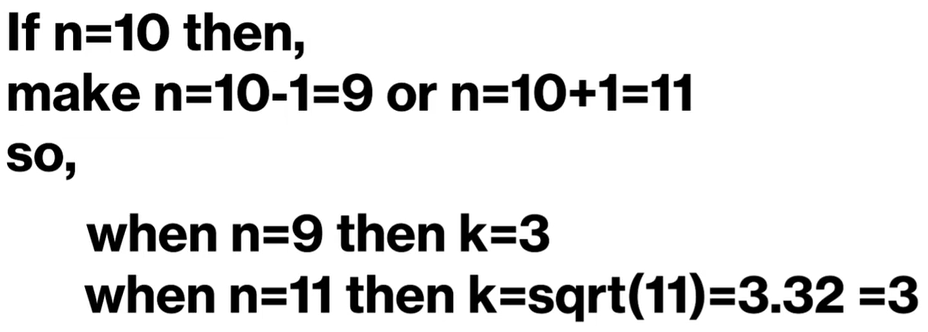 If n=10 then,
make n=10-1=9 or n=10+1=11
so,
when n=9 then k=3
when n=11 then k=sqrt(11)=3.32 =3